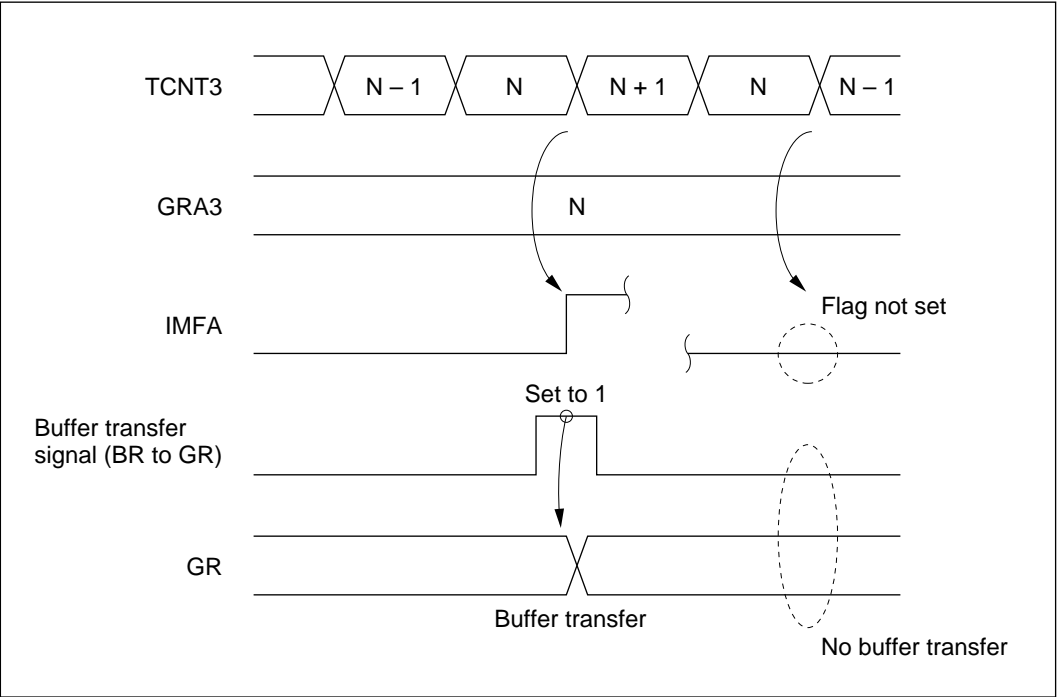 TCNT3
N – 1
N
N + 1
N
N – 1
GRA3
N
IMFA
Flag not set
Set to 1
Buffer transfer
signal (BR to GR)
GR
Buffer transfer
No buffer transfer